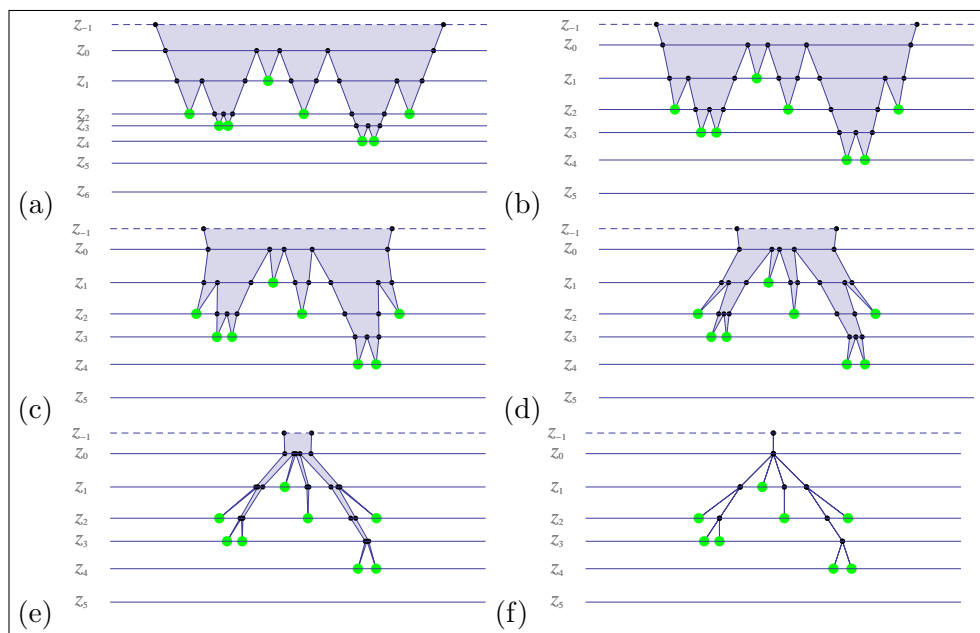 Z₋₁
Z₀
Z₁
Z₂
Z₃
Z₄
Z₅
Z₆
(a)
Z₋₁
Z₀
Z₁
Z₂
Z₃
Z₄
Z₅
(b)
Z₋₁
Z₀
Z₁
Z₂
Z₃
Z₄
Z₅
(c)
Z₋₁
Z₀
Z₁
Z₂
Z₃
Z₄
Z₅
(d)
Z₋₁
Z₀
Z₁
Z₂
Z₃
Z₄
Z₅
(e)
Z₋₁
Z₀
Z₁
Z₂
Z₃
Z₄
Z₅
(f)